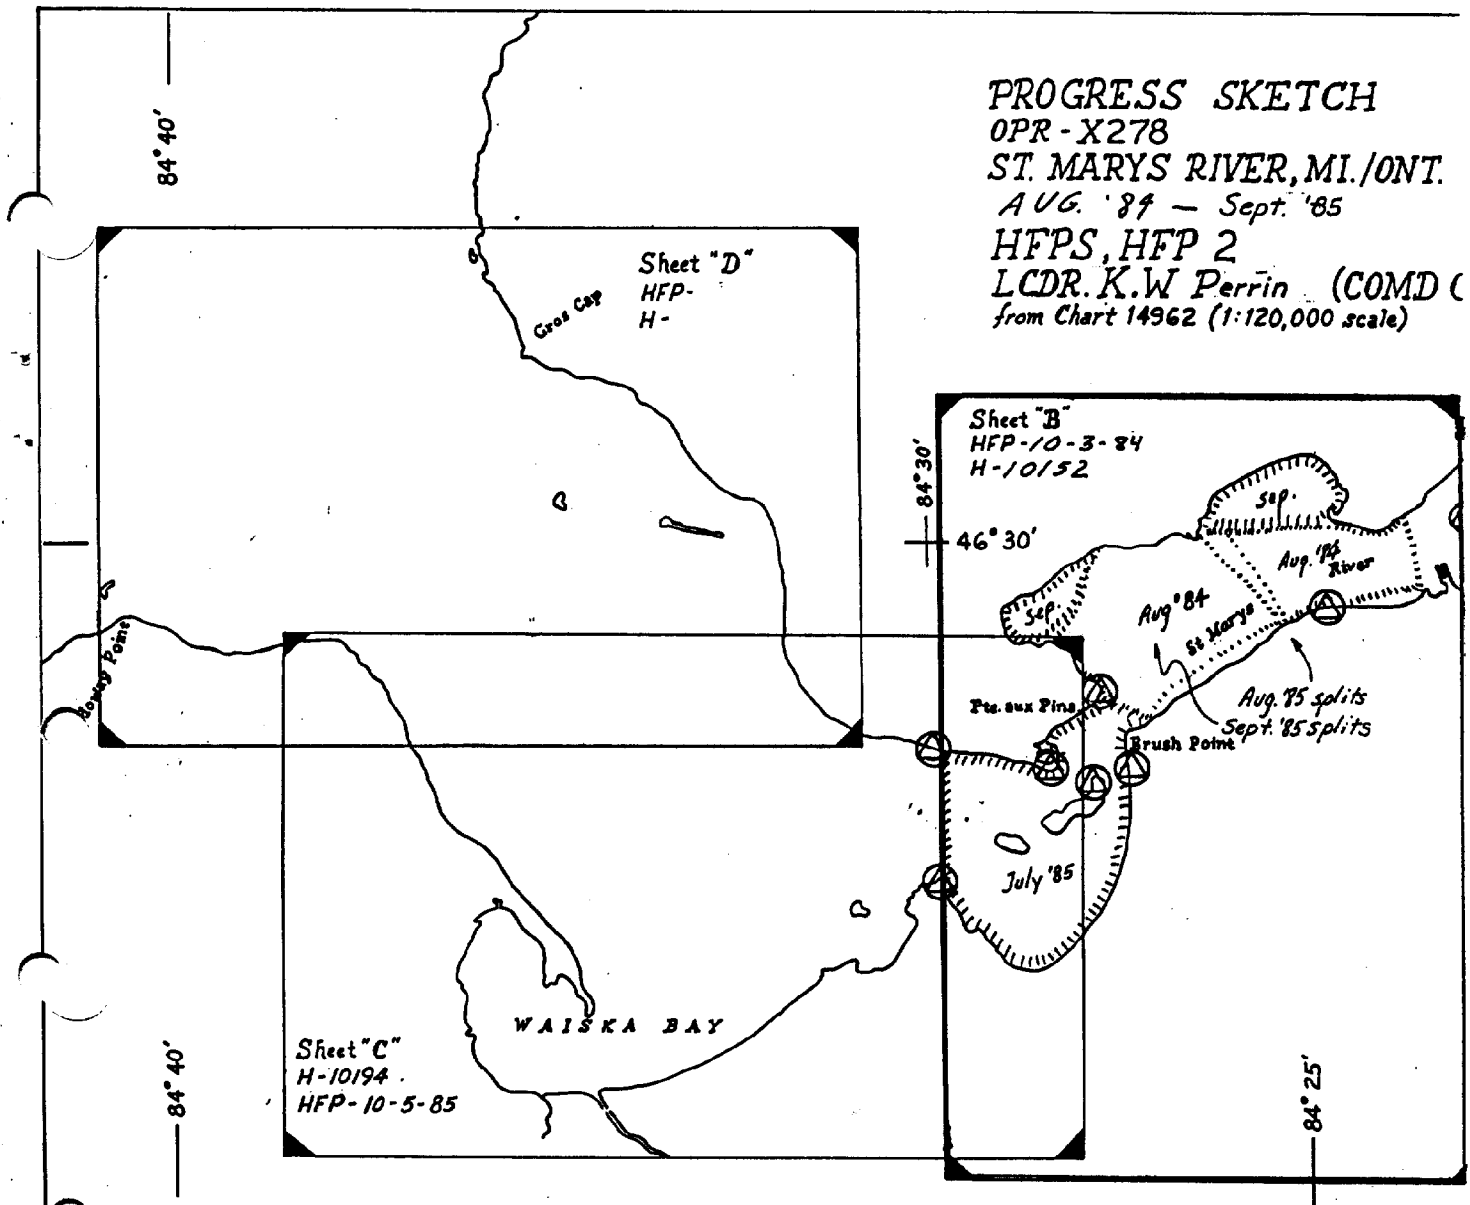 PROGRESS SKETCH
OPR-X278
ST. MARYS RIVER, MI./ONT.
AUG. '84 — Sept. '85
HFPS, HFP 2
LCDR. K.W Perrin (COMD
from Chart 14962 (1:120,000 scale)
84°40'
Sheet "D"
HFP-
H-
Gros Cap
Sheet "B"
HFP-10-3-84
H-10152
84°30'
46°30'
sep.
Aug. '84
River
sep.
Aug '84
St Marys
Aug. '85 splits
Sept. '85 splits
Pte. aux Pins
Brush Point
Point
July '85
WAISKA BAY
Sheet "C"
H-10194
HFP-10-5-85
84°40'
84°25'